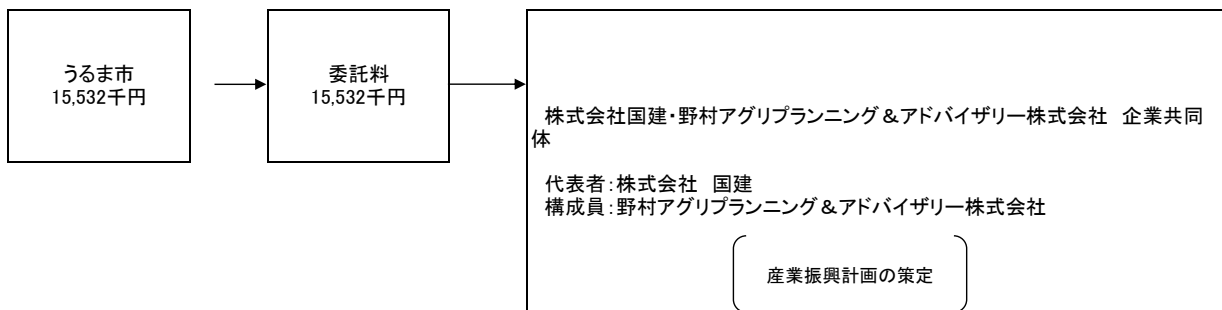 うるま市
15,532千円
委託料
15,532千円
株式会社国建・野村アグリプランニング＆アドバイザリー株式会社　企業共同
体
代表者：株式会社　国建
構成員：野村アグリプランニング＆アドバイザリー株式会社
産業振興計画の策定